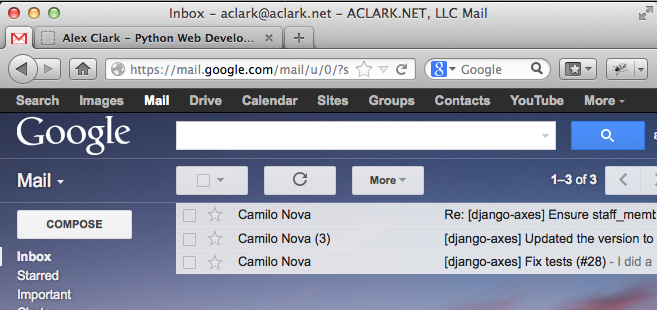 Inbox – aclark@aclark.net – ACLARK.NET, LLC Mail
Alex Clark – Python Web Develo...
https://mail.google.com/mail/u/0/?s
Google
Search Images Mail Drive Calendar Sites Groups Contacts YouTube More
Google
Mail More 1–3 of 3
COMPOSE
Camilo Nova Re: [django-axes] Ensure staff_memb
Camilo Nova (3) [django-axes] Updated the version to
Camilo Nova [django-axes] Fix tests (#28) - I did a
Inbox
Starred
Important